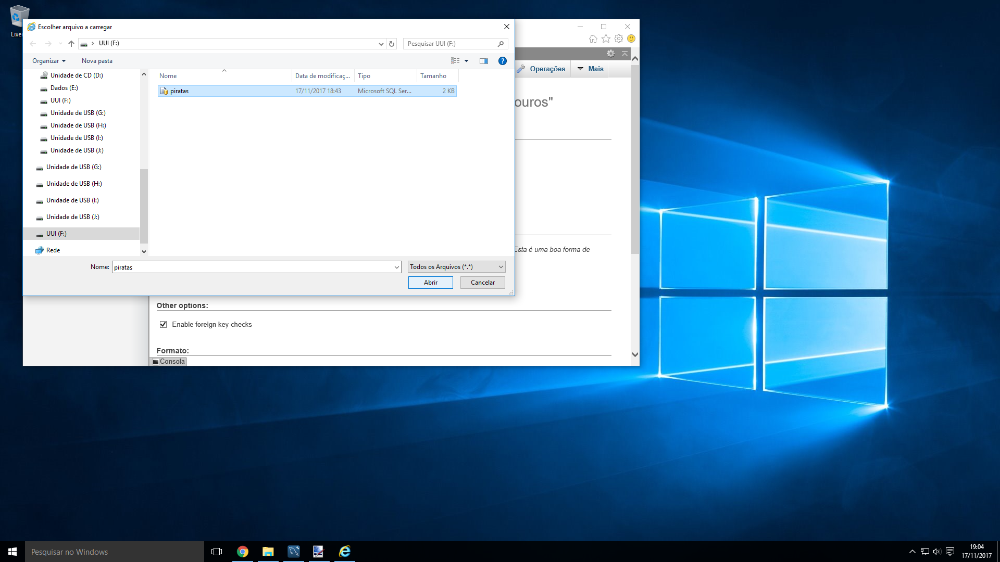 Lixei
Escolher arquivo a carregar
UUI (F:)
Pesquisar UUI (F:)
Organizar
Nova pasta
Operações
Mais
Nome
Data de modificaç...
Tipo
Tamanho
piratas
17/11/2017 18:43
Microsoft SQL Ser...
2 KB
ouros"
Unidade de CD (D:)
Dados (E:)
UUI (F:)
Unidade de USB (G:)
Unidade de USB (H:)
Unidade de USB (I:)
Unidade de USB (J:)
Unidade de USB (G:)
Unidade de USB (H:)
Unidade de USB (I:)
Unidade de USB (J:)
UUI (F:)
Rede
Esta é uma boa forma de
Nome:
piratas
Todos os Arquivos (*.*)
Abrir
Cancelar
Other options:
Enable foreign key checks
Formato:
Consola
Pesquisar no Windows
19:04
17/11/2017